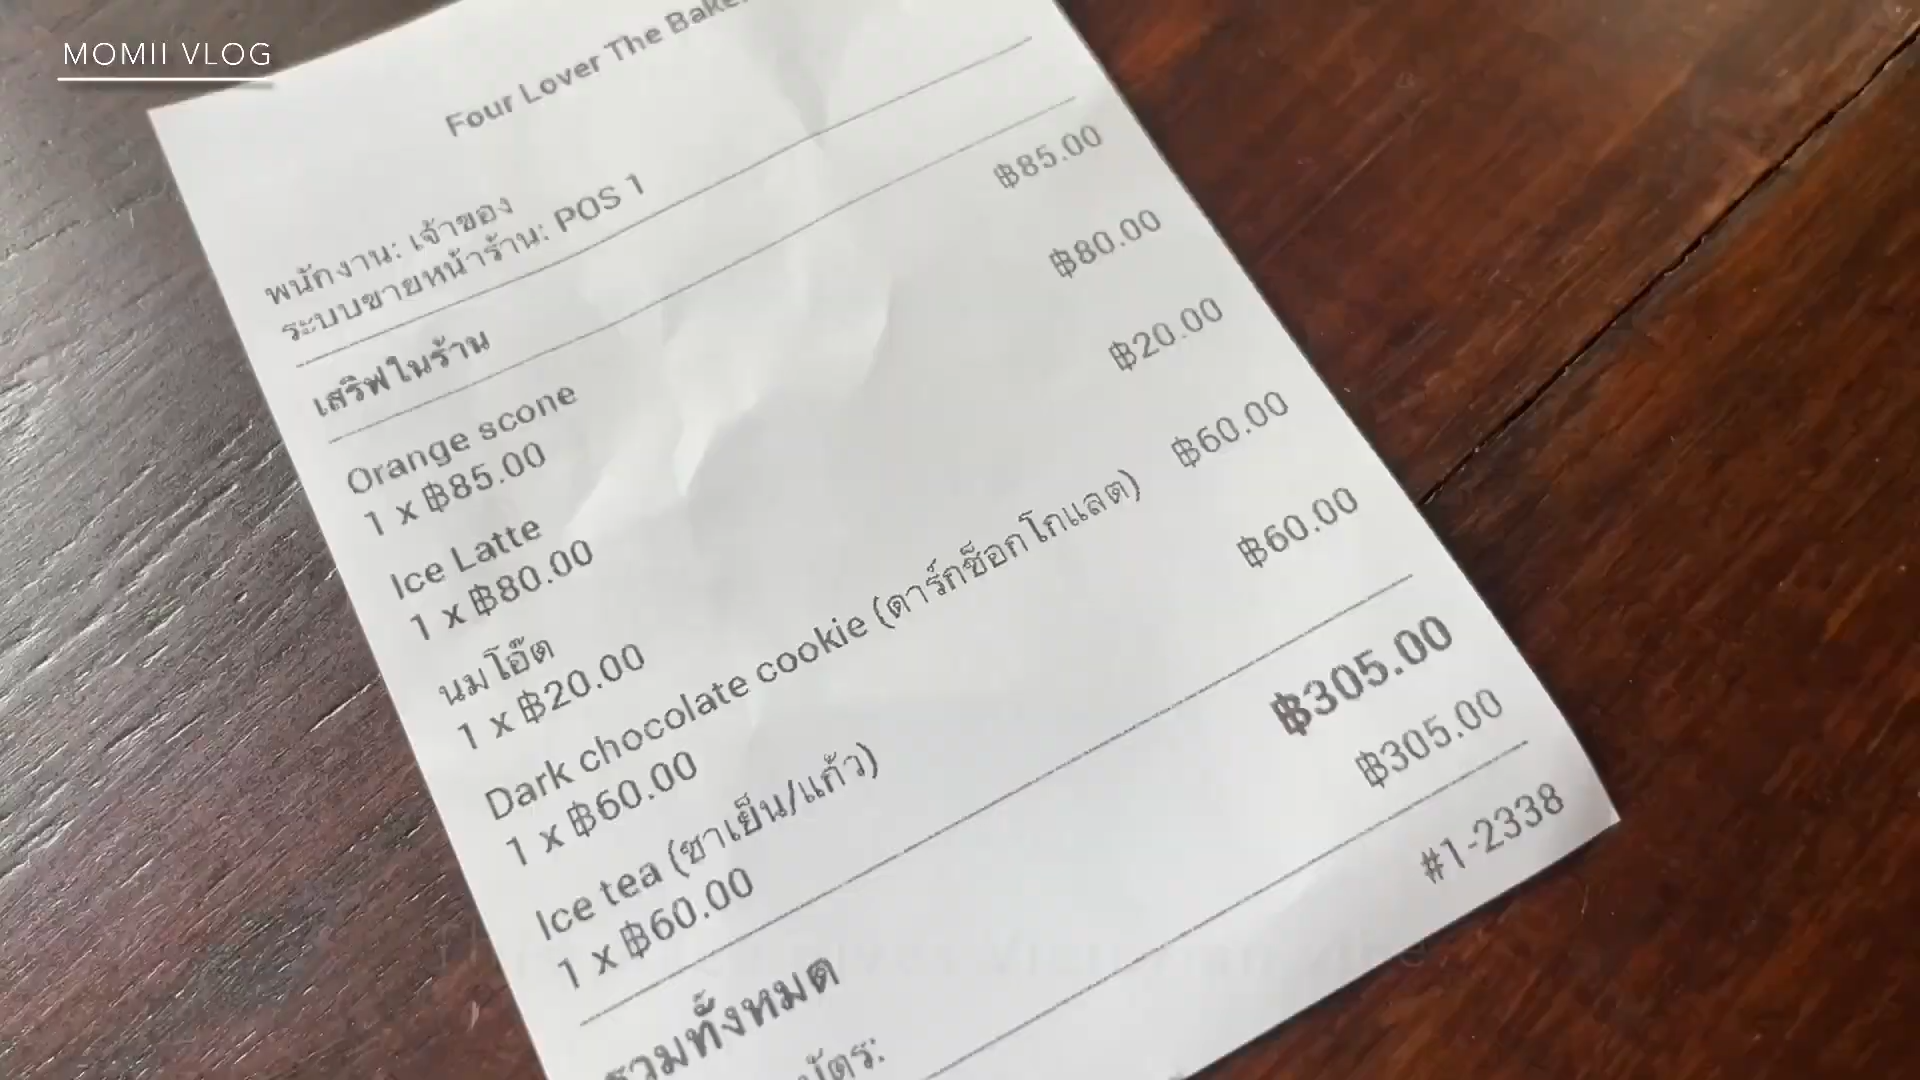 MOMII VLOG
Four Lover The
พนักงาน: เจ้าของ
ระบบขายหน้าร้าน: POS 1
เสริฟในร้าน
Orange scone ฿85.00
1 x ฿85.00
Ice Latte ฿80.00
1 x ฿80.00
นมโอ๊ต ฿20.00
1 x ฿20.00
Dark chocolate cookie (ดาร์กช็อกโกแลต) ฿60.00
1 x ฿60.00
Ice tea (ชาเย็น/แก้ว) ฿60.00
1 x ฿60.00
รวมทั้งหมด ฿305.00
฿305.00
#1-2338